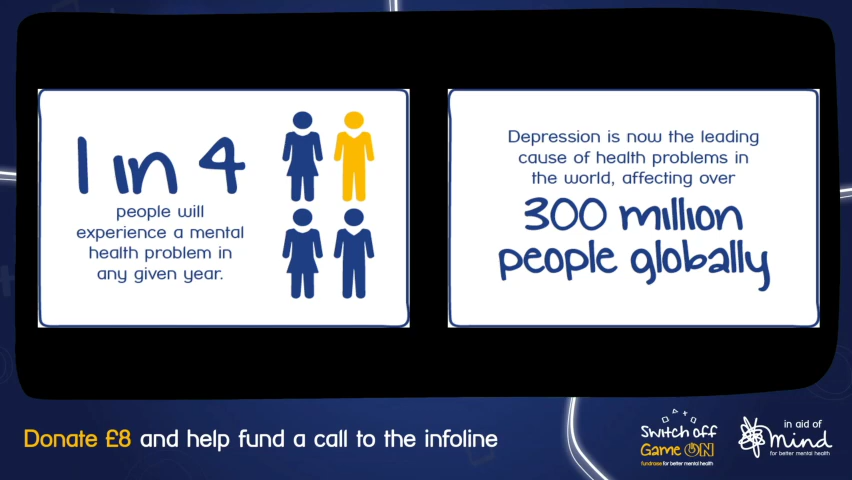 1 in 4
people will
experience a mental
health problem in
any given year.
Depression is now the leading
cause of health problems in
the world, affecting over
300 million
people globally
Donate £8 and help fund a call to the infoline
Switch off
Game ON
fundraise for better mental health
in aid of
mind
for better mental health